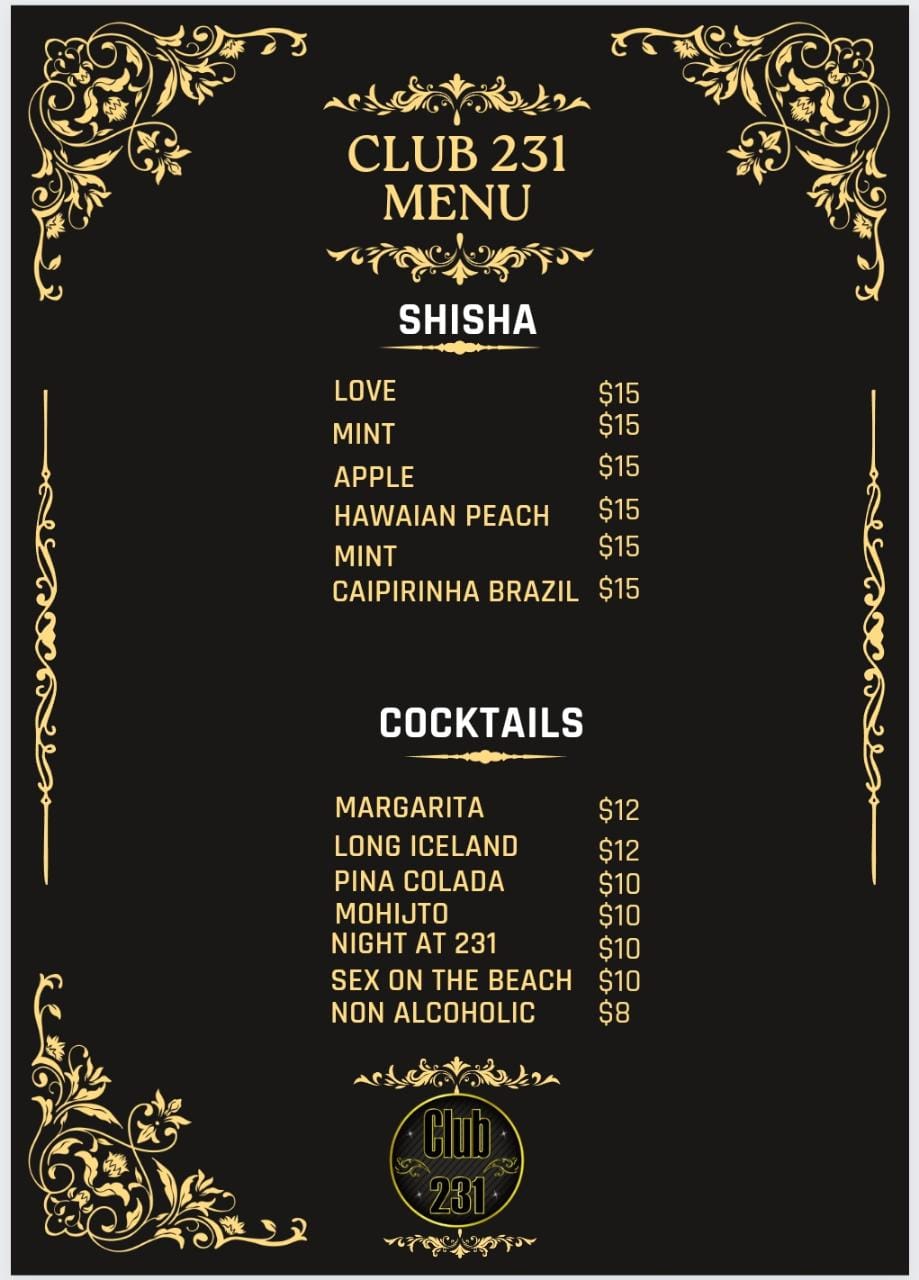 CLUB 231
MENU
SHISHA
LOVE $15
MINT $15
APPLE $15
HAWAIAN PEACH $15
MINT $15
CAIPIRINHA BRAZIL $15
COCKTAILS
MARGARITA $12
LONG ICELAND $12
PINA COLADA $10
MOHIJTO $10
NIGHT AT 231 $10
SEX ON THE BEACH $10
NON ALCOHOLIC $8
Club
231